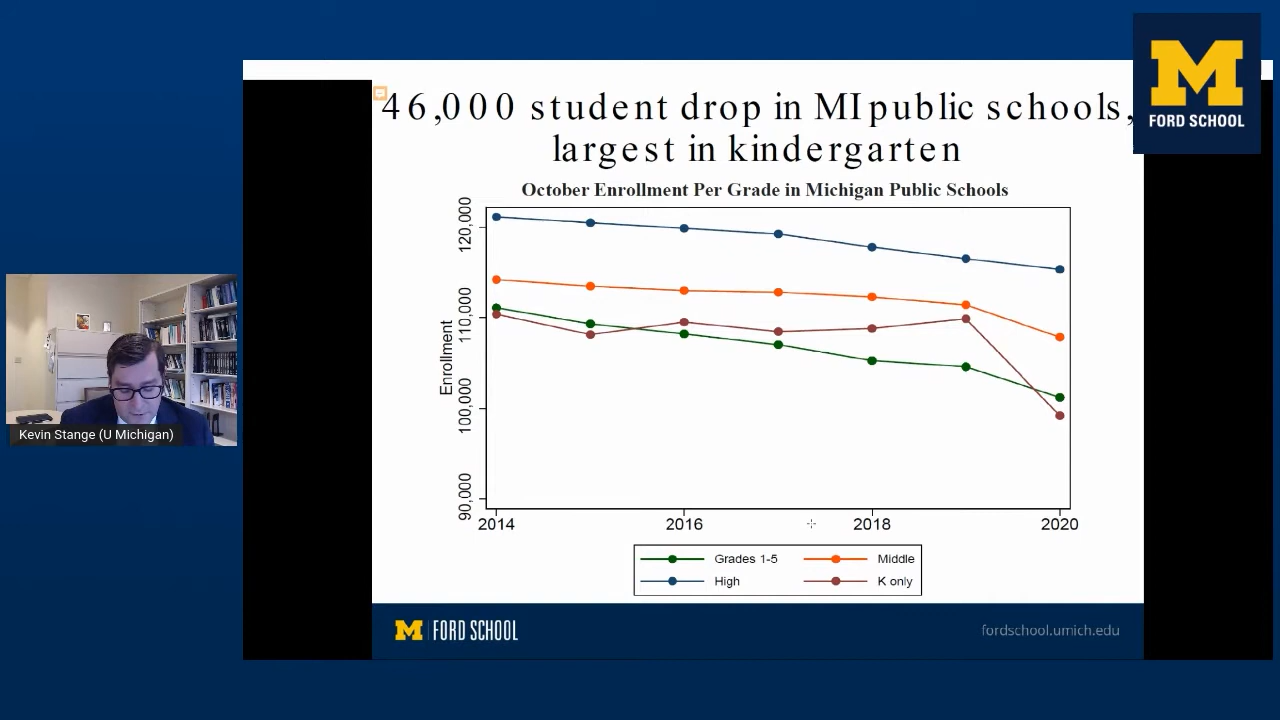 M
FORD SCHOOL
46,000 student drop in MI public schools,
largest in kindergarten
October Enrollment Per Grade in Michigan Public Schools
Enrollment
120,000
110,000
100,000
90,000
2014
2016
2018
2020
Grades 1-5
Middle
High
K only
Kevin Stange (U Michigan)
M FORD SCHOOL
fordschool.umich.edu